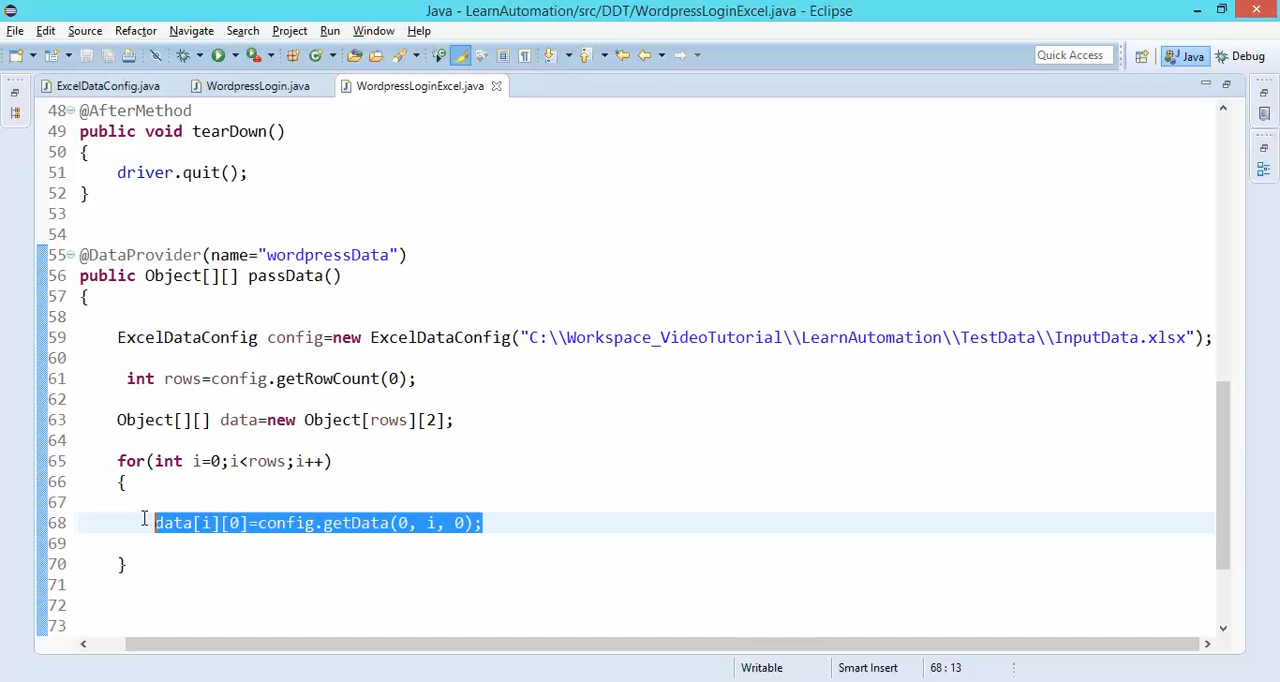 Java - LearnAutomation/src/DDT/WordpressLoginExcel.java - Eclipse
File Edit Source Refactor Navigate Search Project Run Window Help
Quick Access Java Debug
ExcelDataConfig.java WordpressLogin.java WordpressLoginExcel.java
48 @AfterMethod
49 public void tearDown()
50 {
51 driver.quit();
52 }
53
54
55 @DataProvider(name="wordpressData")
56 public Object[][] passData()
57 {
58
59 ExcelDataConfig config=new ExcelDataConfig("C:\\Workspace_VideoTutorial\\LearnAutomation\\TestData\\InputData.xlsx");
60
61 int rows=config.getRowCount(0);
62
63 Object[][] data=new Object[rows][2];
64
65 for(int i=0;i<rows;i++)
66 {
67
68 data[i][0]=config.getData(0, i, 0);
69
70 }
71
72
73
Writable Smart Insert 68 : 13